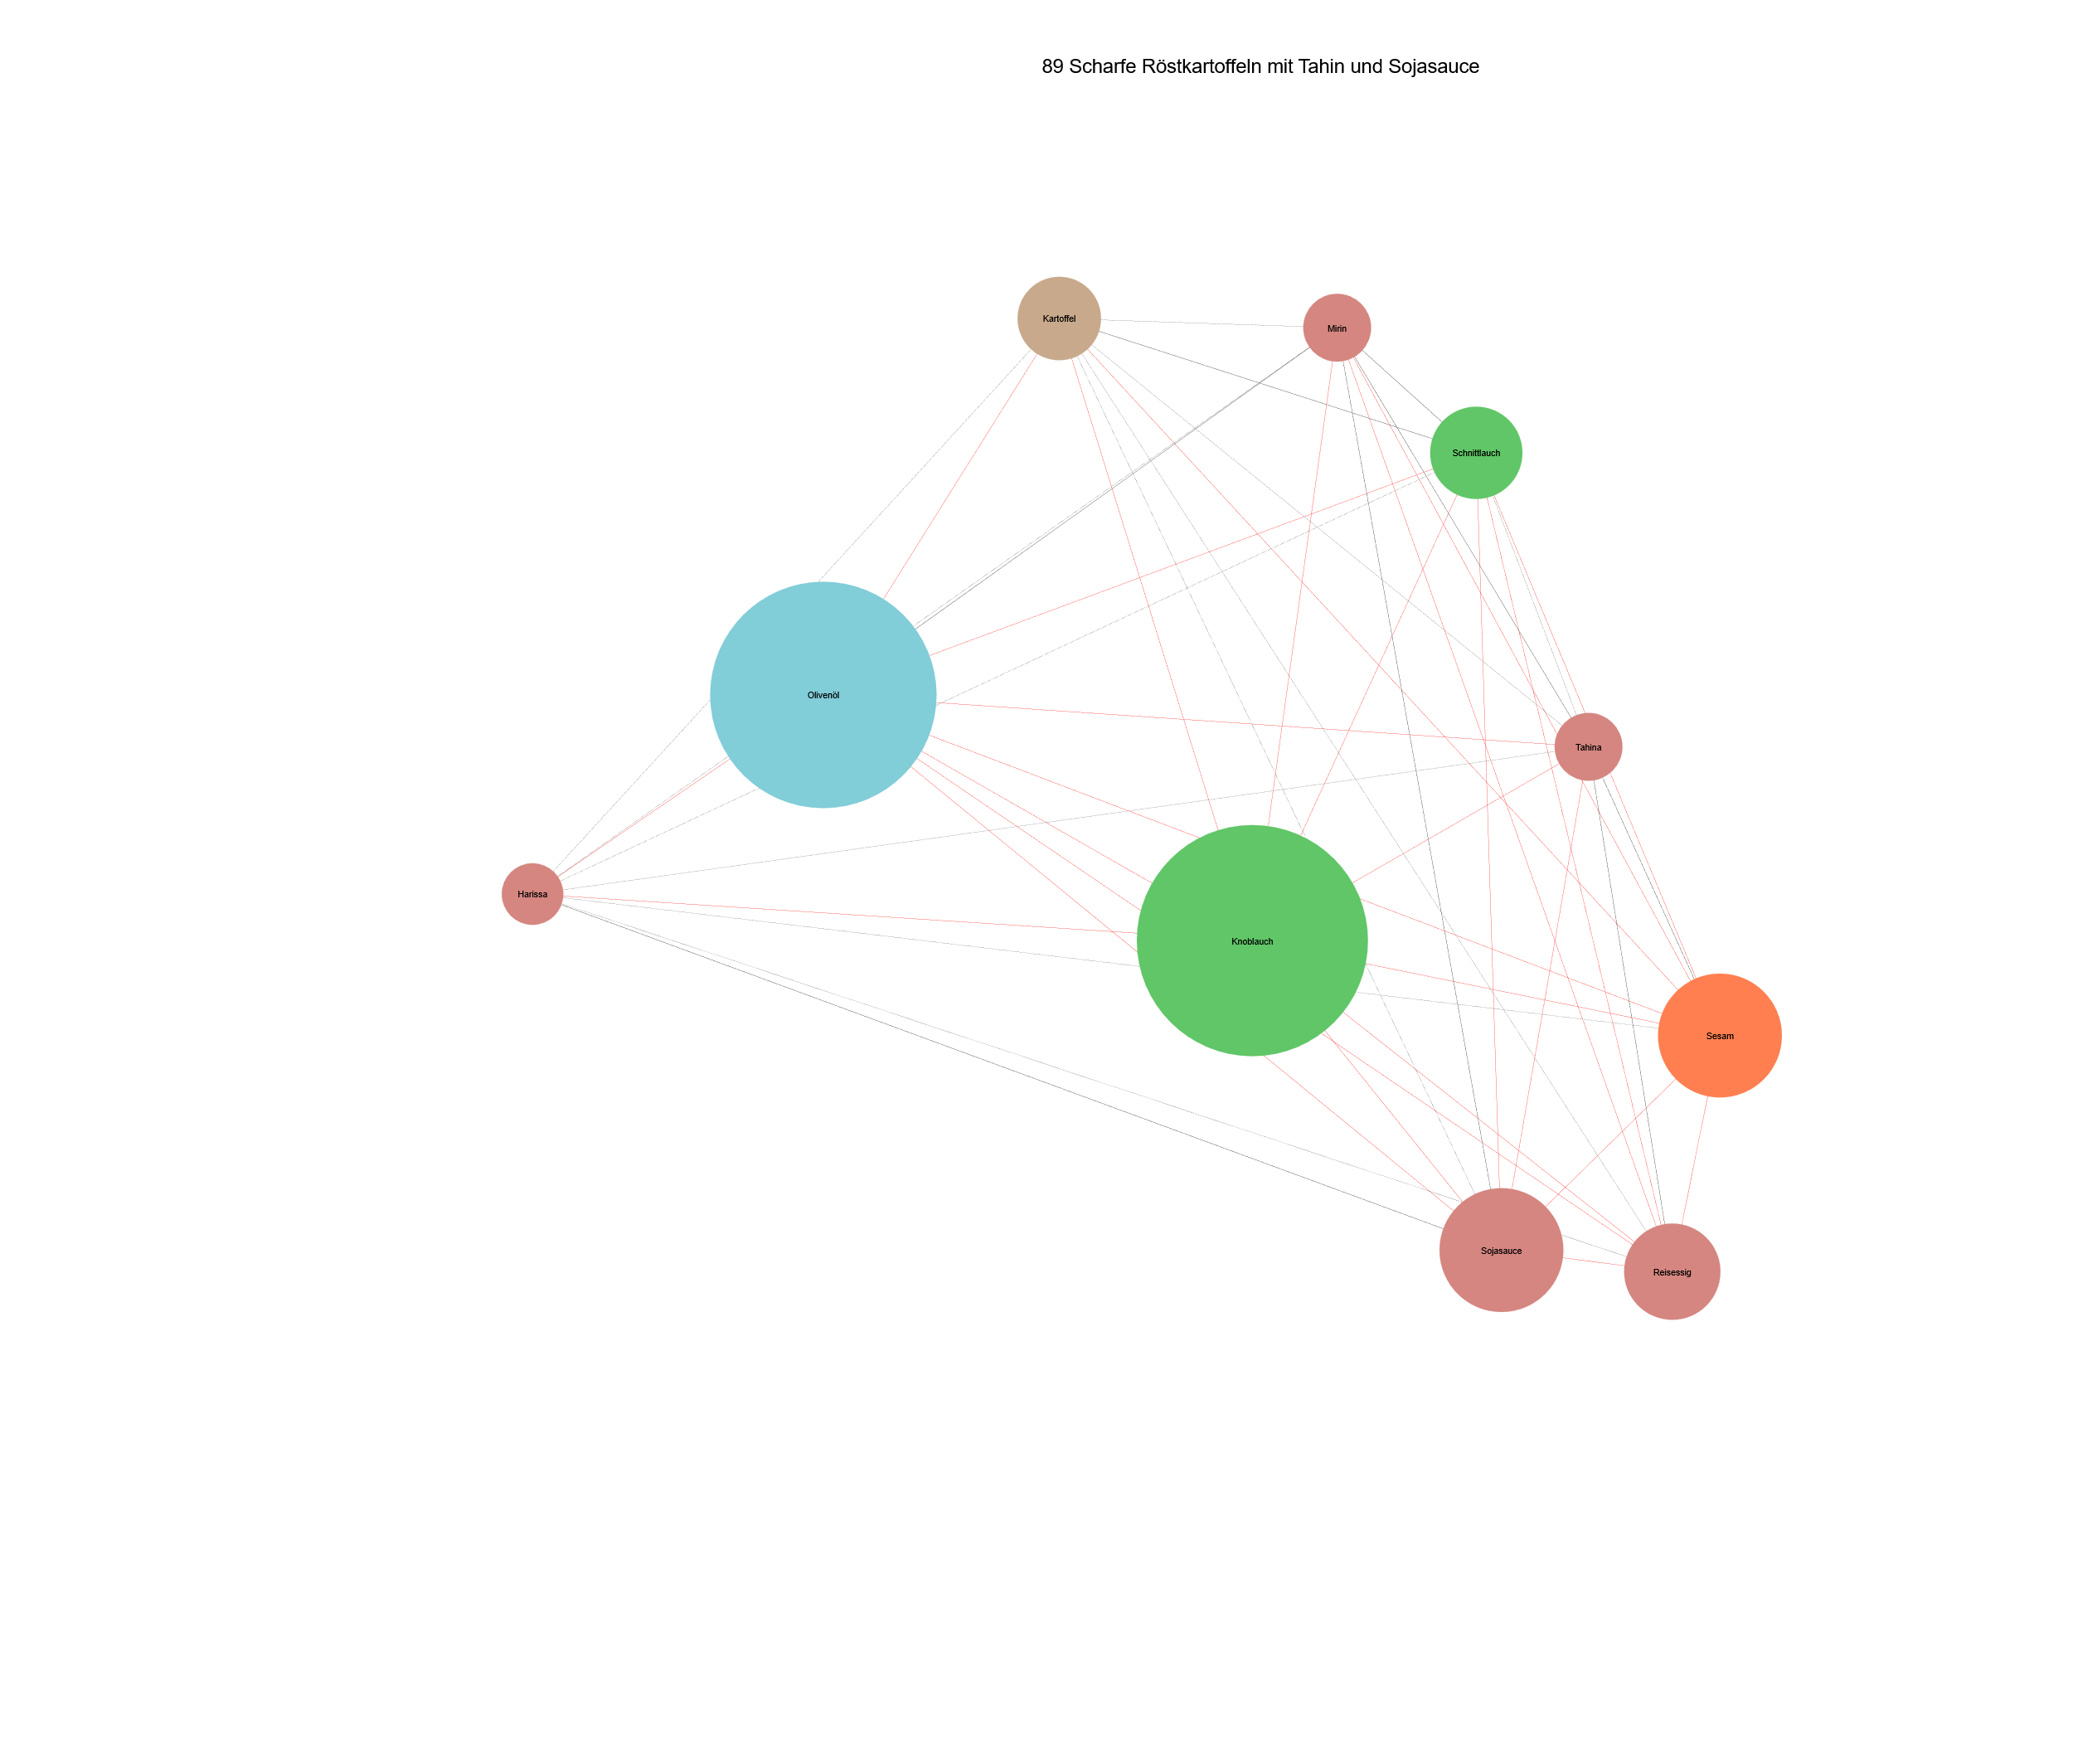 89 Scharfe Röstkartoffeln mit Tahin und Sojasauce
Kartoffel
Mirin
Schnittlauch
Olivenöl
Tahina
Harissa
Knoblauch
Sesam
Sojasauce
Reisessig